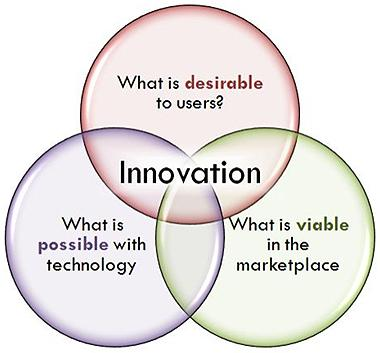 What is desirable
to users?
Innovation
What is
possible with
technology
What is viable
in the
marketplace